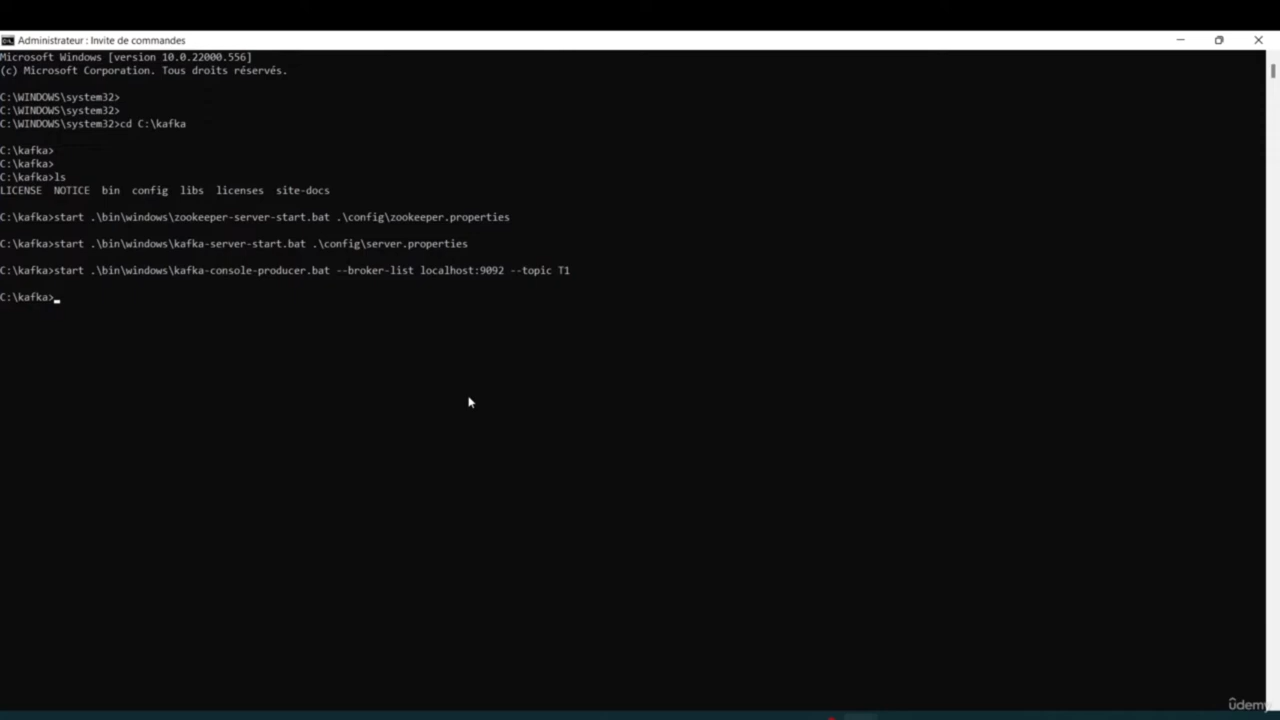 Administrateur : Invite de commandes
Microsoft Windows [version 10.0.22000.556]
(c) Microsoft Corporation. Tous droits réservés.
C:\WINDOWS\system32>
C:\WINDOWS\system32>
C:\WINDOWS\system32>cd C:\kafka
C:\kafka>
C:\kafka>
C:\kafka>ls
LICENSE  NOTICE  bin  config  libs  licenses  site-docs
C:\kafka>start .\bin\windows\zookeeper-server-start.bat .\config\zookeeper.properties
C:\kafka>start .\bin\windows\kafka-server-start.bat .\config\server.properties
C:\kafka>start .\bin\windows\kafka-console-producer.bat --broker-list localhost:9092 --topic T1
C:\kafka>
ûdemy